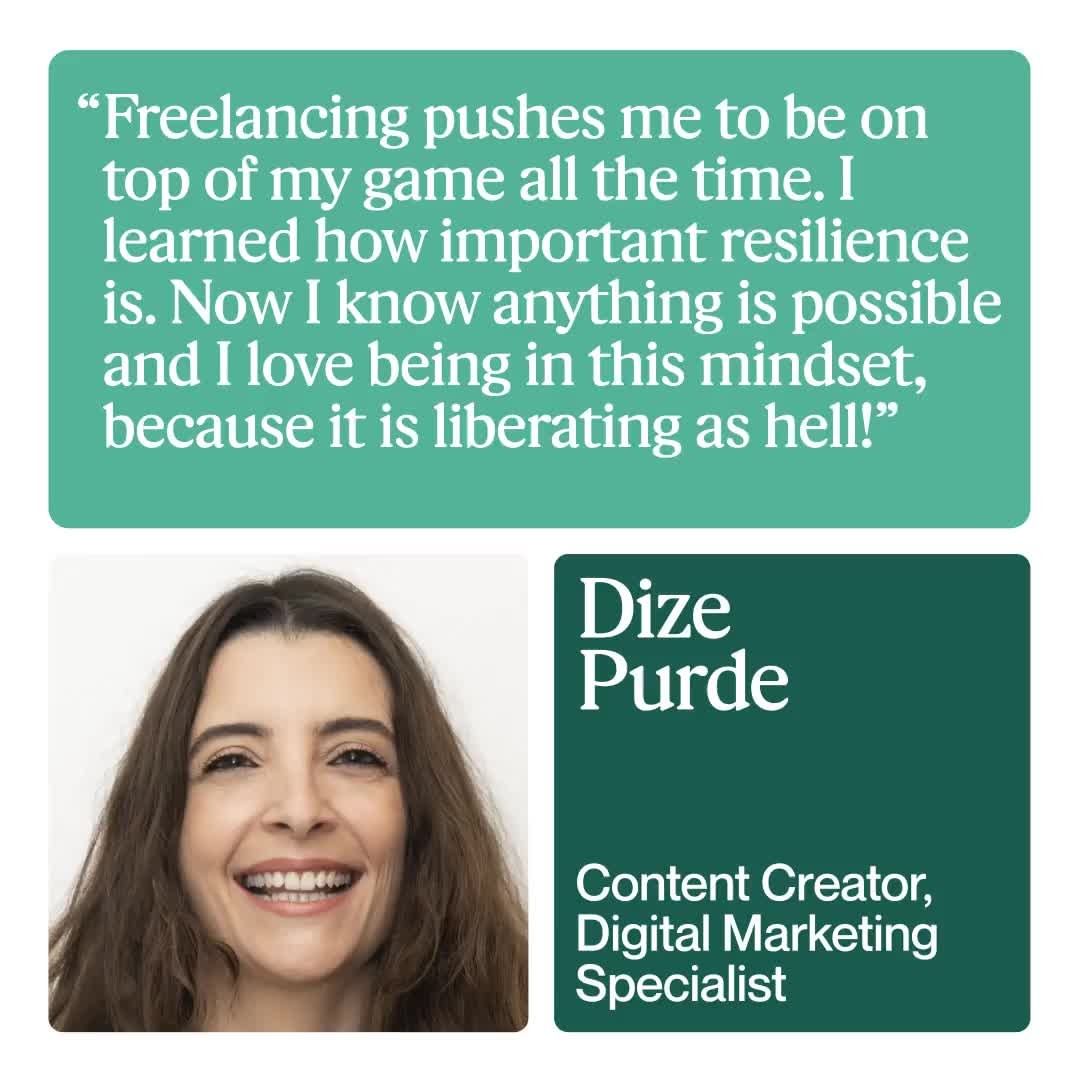 “Freelancing pushes me to be on
top of my game all the time. I
learned how important resilience
is. Now I know anything is possible
and I love being in this mindset,
because it is liberating as hell!”
Dize
Purde
Content Creator,
Digital Marketing
Specialist